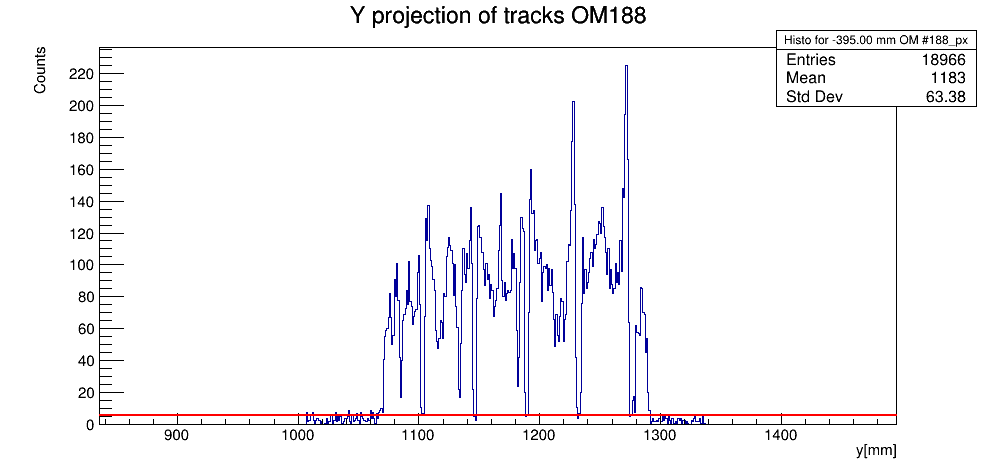 Y projection of tracks OM188
Histo for -395.00 mm OM #188_px
Entries 18966
Mean 1183
Std Dev 63.38
Counts
220
200
180
160
140
120
100
80
60
40
20
0
900 1000 1100 1200 1300 1400
y[mm]